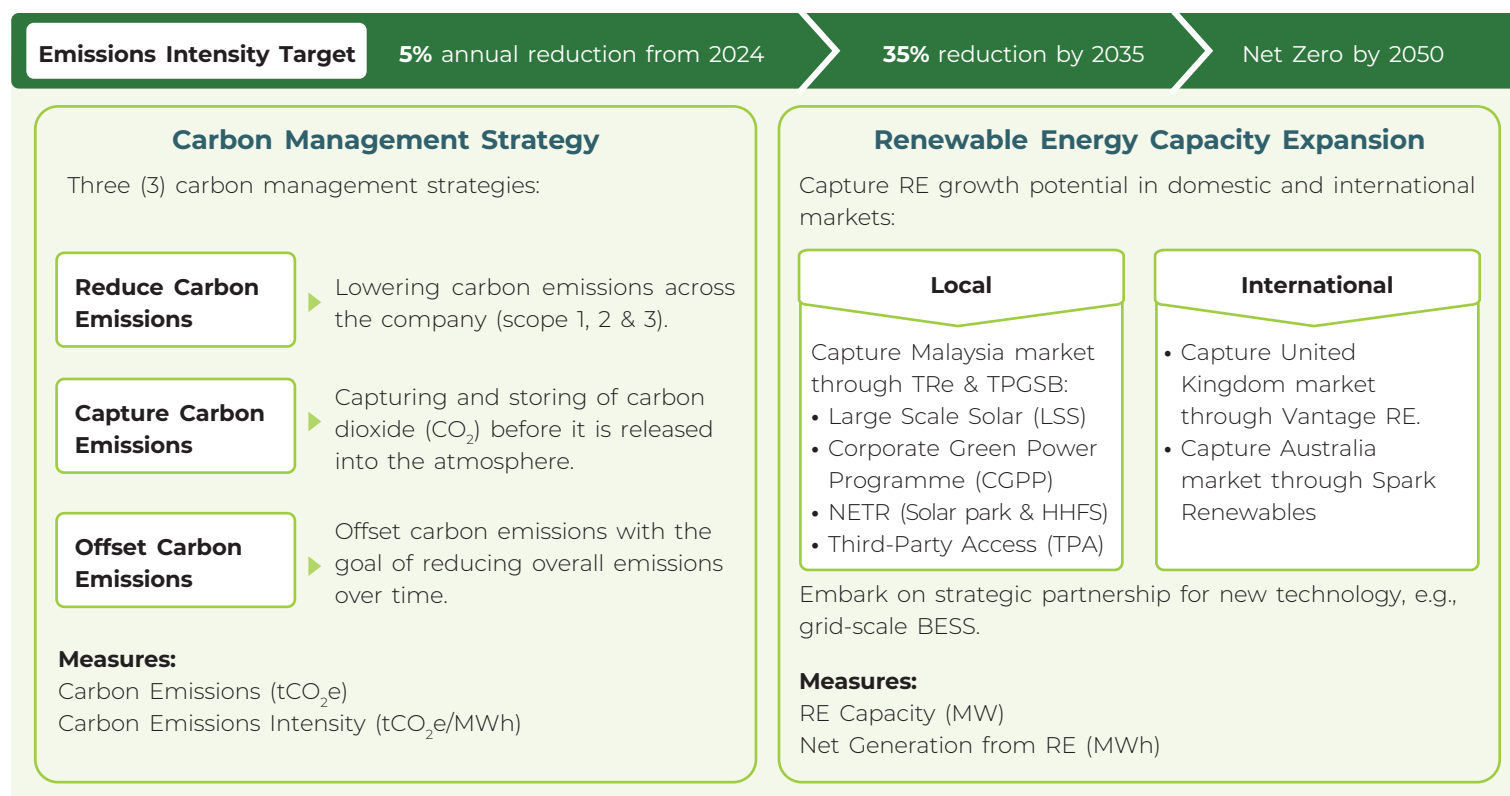 Emissions Intensity Target
5% annual reduction from 2024
35% reduction by 2035
Net Zero by 2050
Carbon Management Strategy
Three (3) carbon management strategies:
Reduce Carbon
Emissions
Lowering carbon emissions across
the company (scope 1, 2 & 3).
Capture Carbon
Emissions
Capturing and storing of carbon
dioxide (CO₂) before it is released
into the atmosphere.
Offset Carbon
Emissions
Offset carbon emissions with the
goal of reducing overall emissions
over time.
Measures:
Carbon Emissions (tCO₂e)
Carbon Emissions Intensity (tCO₂e/MWh)
Renewable Energy Capacity Expansion
Capture RE growth potential in domestic and international
markets:
Local
Capture Malaysia market
through TRe & TPGSB:
• Large Scale Solar (LSS)
• Corporate Green Power
Programme (CGPP)
• NETR (Solar park & HHFS)
• Third-Party Access (TPA)
International
• Capture United
Kingdom market
through Vantage RE.
• Capture Australia
market through Spark
Renewables
Embark on strategic partnership for new technology, e.g.,
grid-scale BESS.
Measures:
RE Capacity (MW)
Net Generation from RE (MWh)